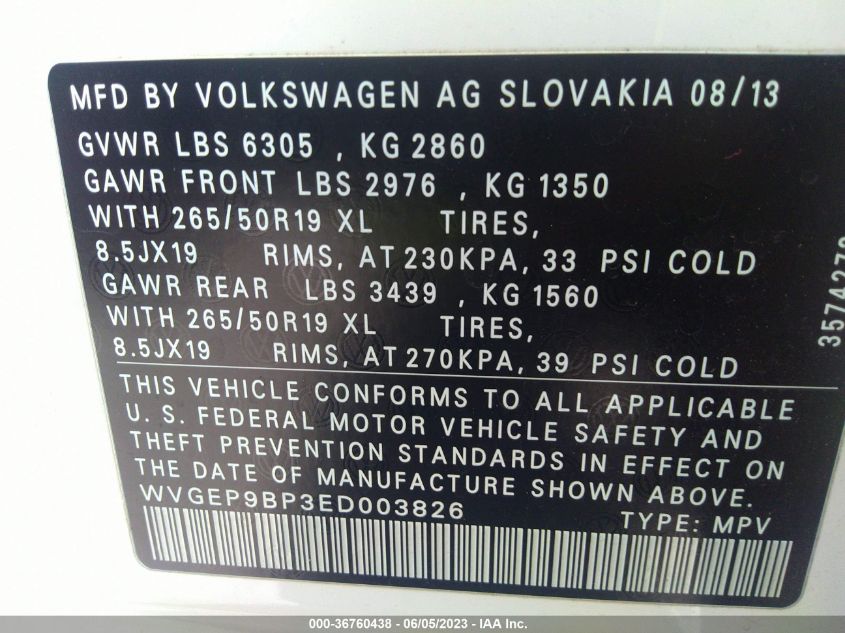 MFD BY VOLKSWAGEN AG SLOVAKIA 08/13
GVWR LBS 6305 , KG 2860
GAWR FRONT LBS 2976 , KG 1350
WITH 265/50R19 XL TIRES,
8.5JX19 RIMS, AT 230KPA, 33 PSI COLD
GAWR REAR LBS 3439 , KG 1560
WITH 265/50R19 XL TIRES,
8.5JX19 RIMS, AT 270KPA, 39 PSI COLD
THIS VEHICLE CONFORMS TO ALL APPLICABLE
U. S. FEDERAL MOTOR VEHICLE SAFETY AND
THEFT PREVENTION STANDARDS IN EFFECT ON
THE DATE OF MANUFACTURE SHOWN ABOVE.
WVGEP9BP3ED003826
TYPE: MPV
000-36760438 - 06/05/2023 - IAA Inc.